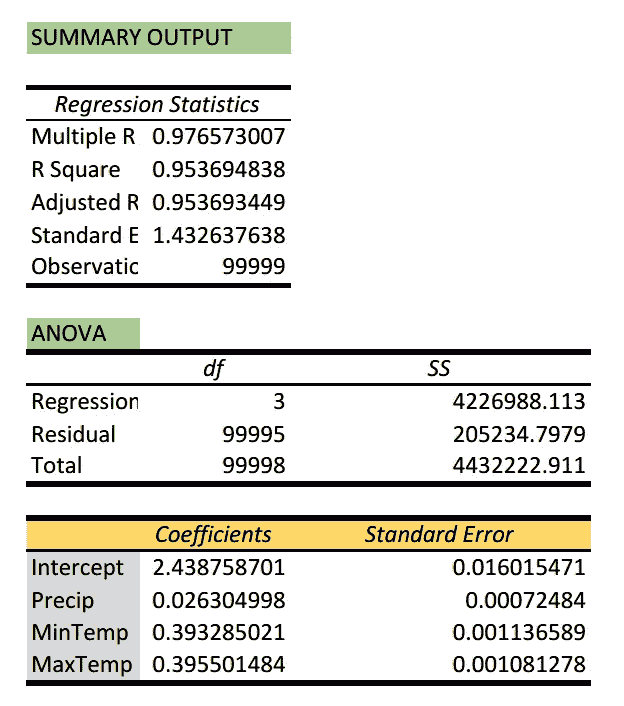 SUMMARY OUTPUT
Regression Statistics
Multiple R 0.976573007
R Square 0.953694838
Adjusted R 0.953693449
Standard E 1.432637638
Observatic 99999
ANOVA
df SS
Regression 3 4226988.113
Residual 99995 205234.7979
Total 99998 4432222.911
Coefficients Standard Error
Intercept 2.438758701 0.016015471
Precip 0.026304998 0.00072484
MinTemp 0.393285021 0.001136589
MaxTemp 0.395501484 0.001081278